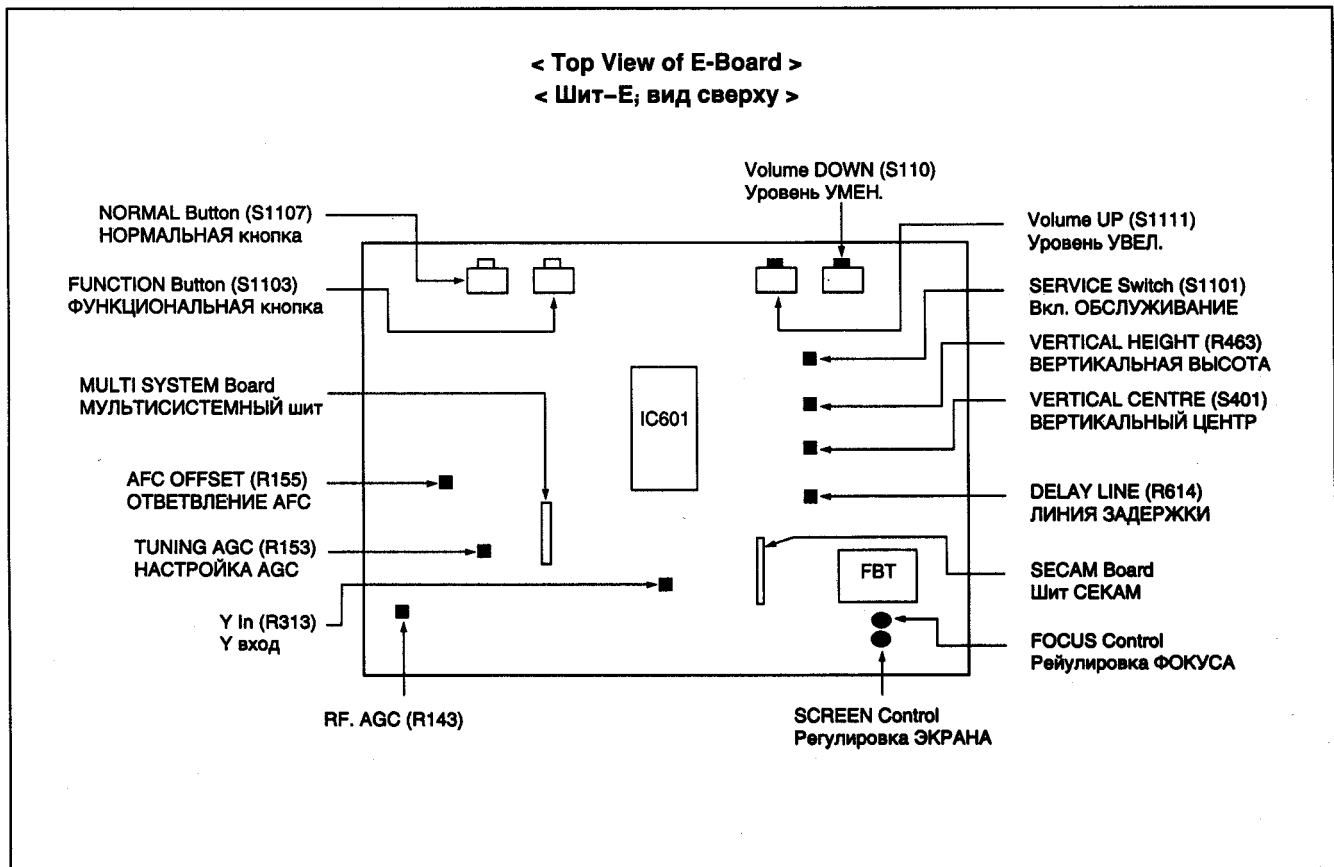 < Top View of E-Board >
< Шит–Е; вид сверху >
Volume DOWN (S110)
Уровень УМЕН.
NORMAL Button (S1107)
НОРМАЛЬНАЯ кнопка
Volume UP (S1111)
Уровень УВЕЛ.
FUNCTION Button (S1103)
ФУНКЦИОНАЛЬНАЯ кнопка
SERVICE Switch (S1101)
Вкл. ОБСЛУЖИВАНИЕ
VERTICAL HEIGHT (R463)
ВЕРТИКАЛЬНАЯ ВЫСОТА
MULTI SYSTEM Board
МУЛЬТИСИСТЕМНЫЙ шит
IC601
VERTICAL CENTRE (S401)
ВЕРТИКАЛЬНЫЙ ЦЕНТР
AFC OFFSET (R155)
ОТВЕТВЛЕНИЕ AFC
DELAY LINE (R614)
ЛИНИЯ ЗАДЕРЖКИ
TUNING AGC (R153)
НАСТРОЙКА AGC
FBT
SECAM Board
Шит СЕКАМ
Y In (R313)
Y вход
FOCUS Control
Рейулировка ФОКУСА
RF. AGC (R143)
SCREEN Control
Регулировка ЭКРАНА